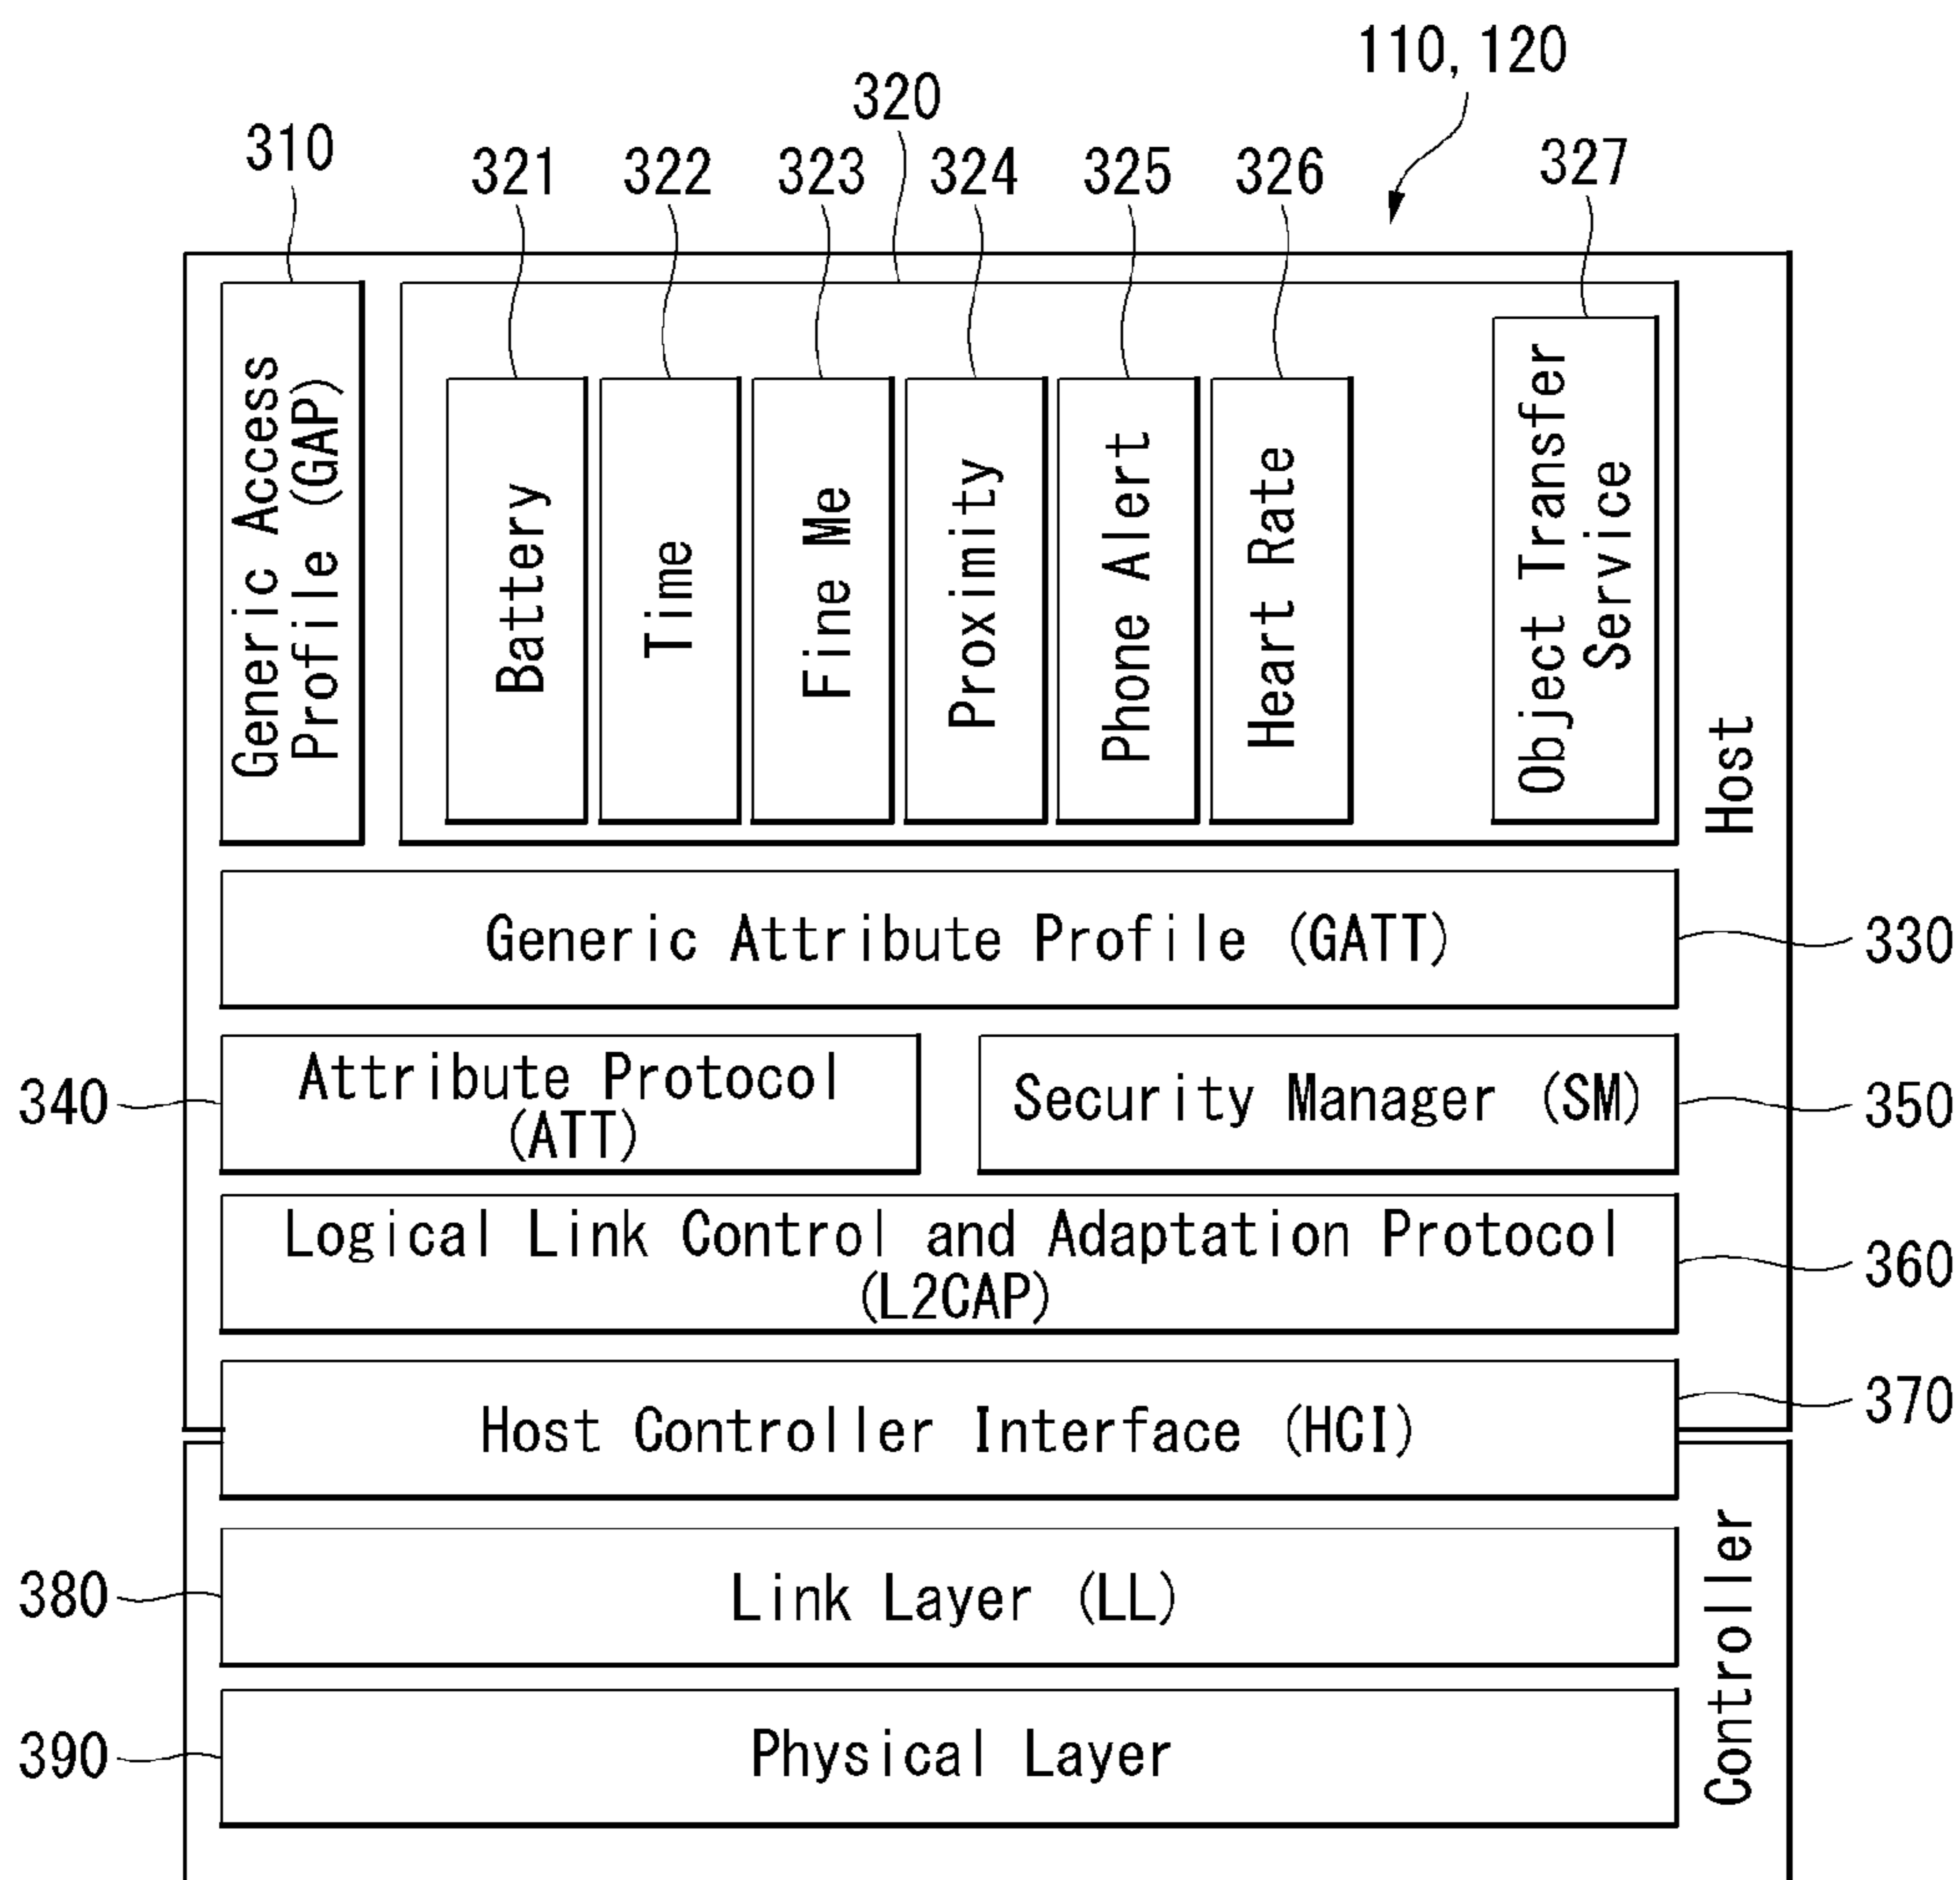 110, 120
320
310
321
322
323
324
325
326
327
Generic Access
Profile (GAP)
Battery
Time
Fine Me
Proximity
Phone Alert
Heart Rate
Object Transfer
Service
Host
Generic Attribute Profile (GATT)
330
340
Attribute Protocol
(ATT)
Security Manager (SM)
350
Logical Link Control and Adaptation Protocol
(L2CAP)
360
Host Controller Interface (HCI)
370
380
Link Layer (LL)
Controller
390
Physical Layer